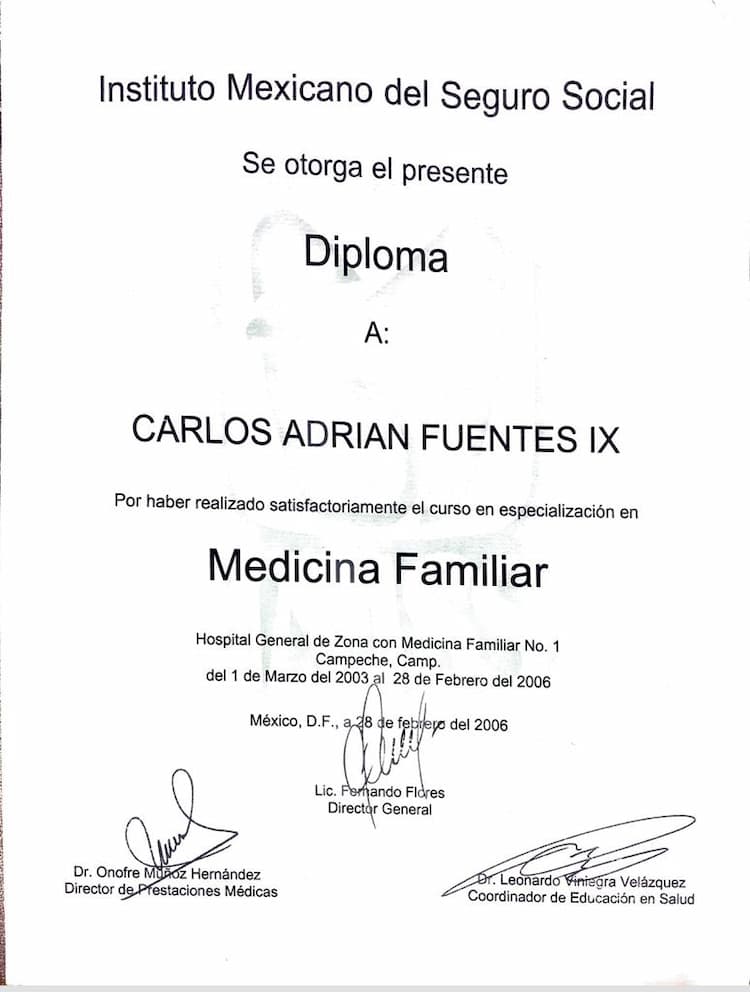 Instituto Mexicano del Seguro Social
Se otorga el presente
Diploma
A:
CARLOS ADRIAN FUENTES IX
Por haber realizado satisfactoriamente el curso en especialización en
Medicina Familiar
Hospital General de Zona con Medicina Familiar No. 1
Campeche, Camp.
del 1 de Marzo del 2003 al 28 de Febrero del 2006
México, D.F., a 28 de febrero del 2006
Lic. Fernando Flores
Director General
Dr. Onofre Muñoz Hernández
Director de Prestaciones Médicas
Dr. Leonardo Viniegra Velázquez
Coordinador de Educación en Salud